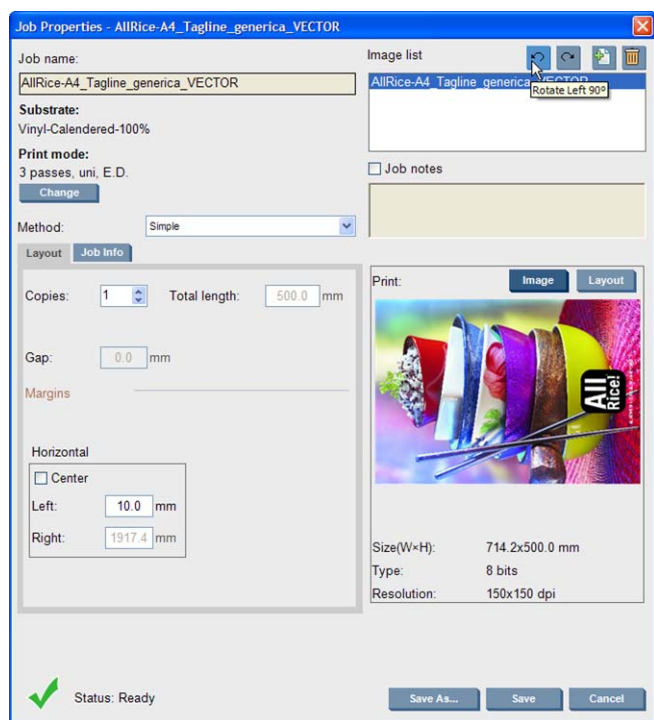 Job Properties - AllRice-A4_Tagline_generica_VECTOR
Job name:
AllRice-A4_Tagline_generica_VECTOR
Substrate:
Vinyl-Calendered-100%
Print mode:
3 passes, uni, E.D.
Change
Method: Simple
Image list
AllRice-A4_Tagline_generica_VECTOR
Rotate Left 90º
Job notes
Layout Job Info
Copies: 1 Total length: 500.0 mm
Gap: 0.0 mm
Margins
Horizontal
Center
Left: 10.0 mm
Right: 1917.4 mm
Print: Image Layout
All
Rice!
Size(W×H): 714.2x500.0 mm
Type: 8 bits
Resolution: 150x150 dpi
Status: Ready
Save As... Save Cancel